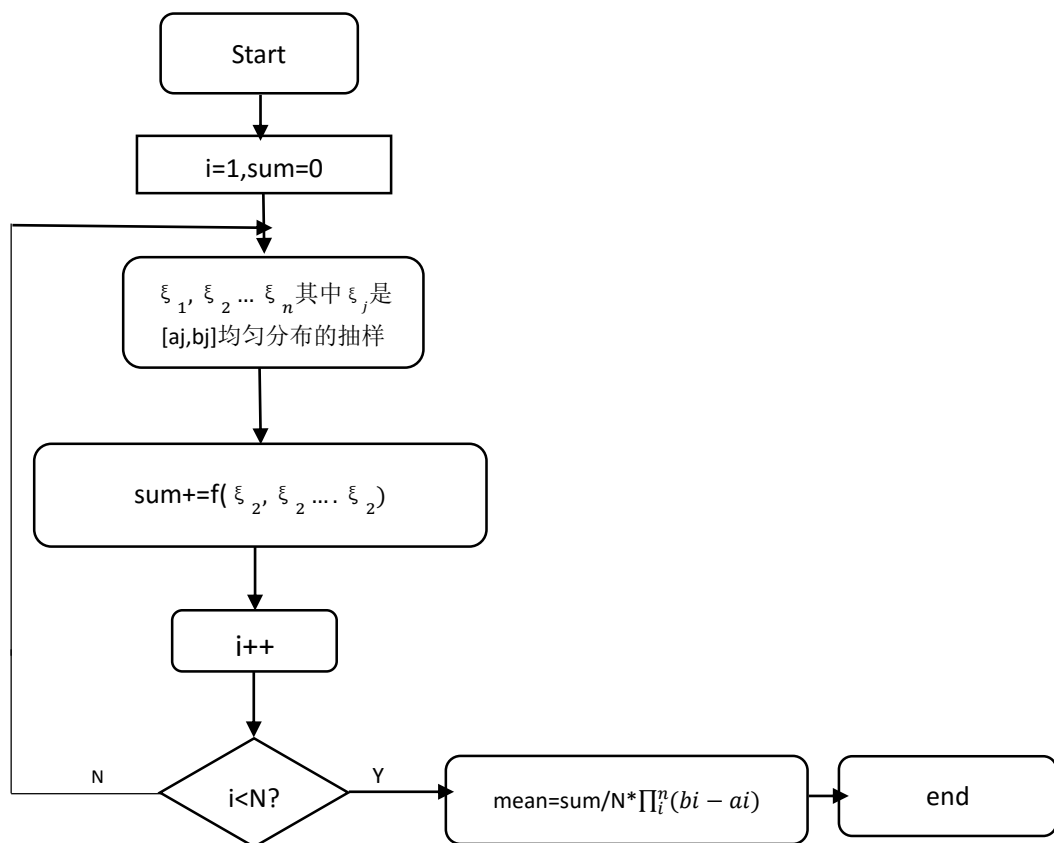 Start
i=1,sum=0
ξ₁, ξ₂ … ξₙ其中ξⱼ是
[aj,bj]均匀分布的抽样
sum+=f(ξ₂, ξ₂ …. ξ₂)
i++
i<N?
N
Y
mean=sum/N*∏ᵢⁿ(bi − ai)
end